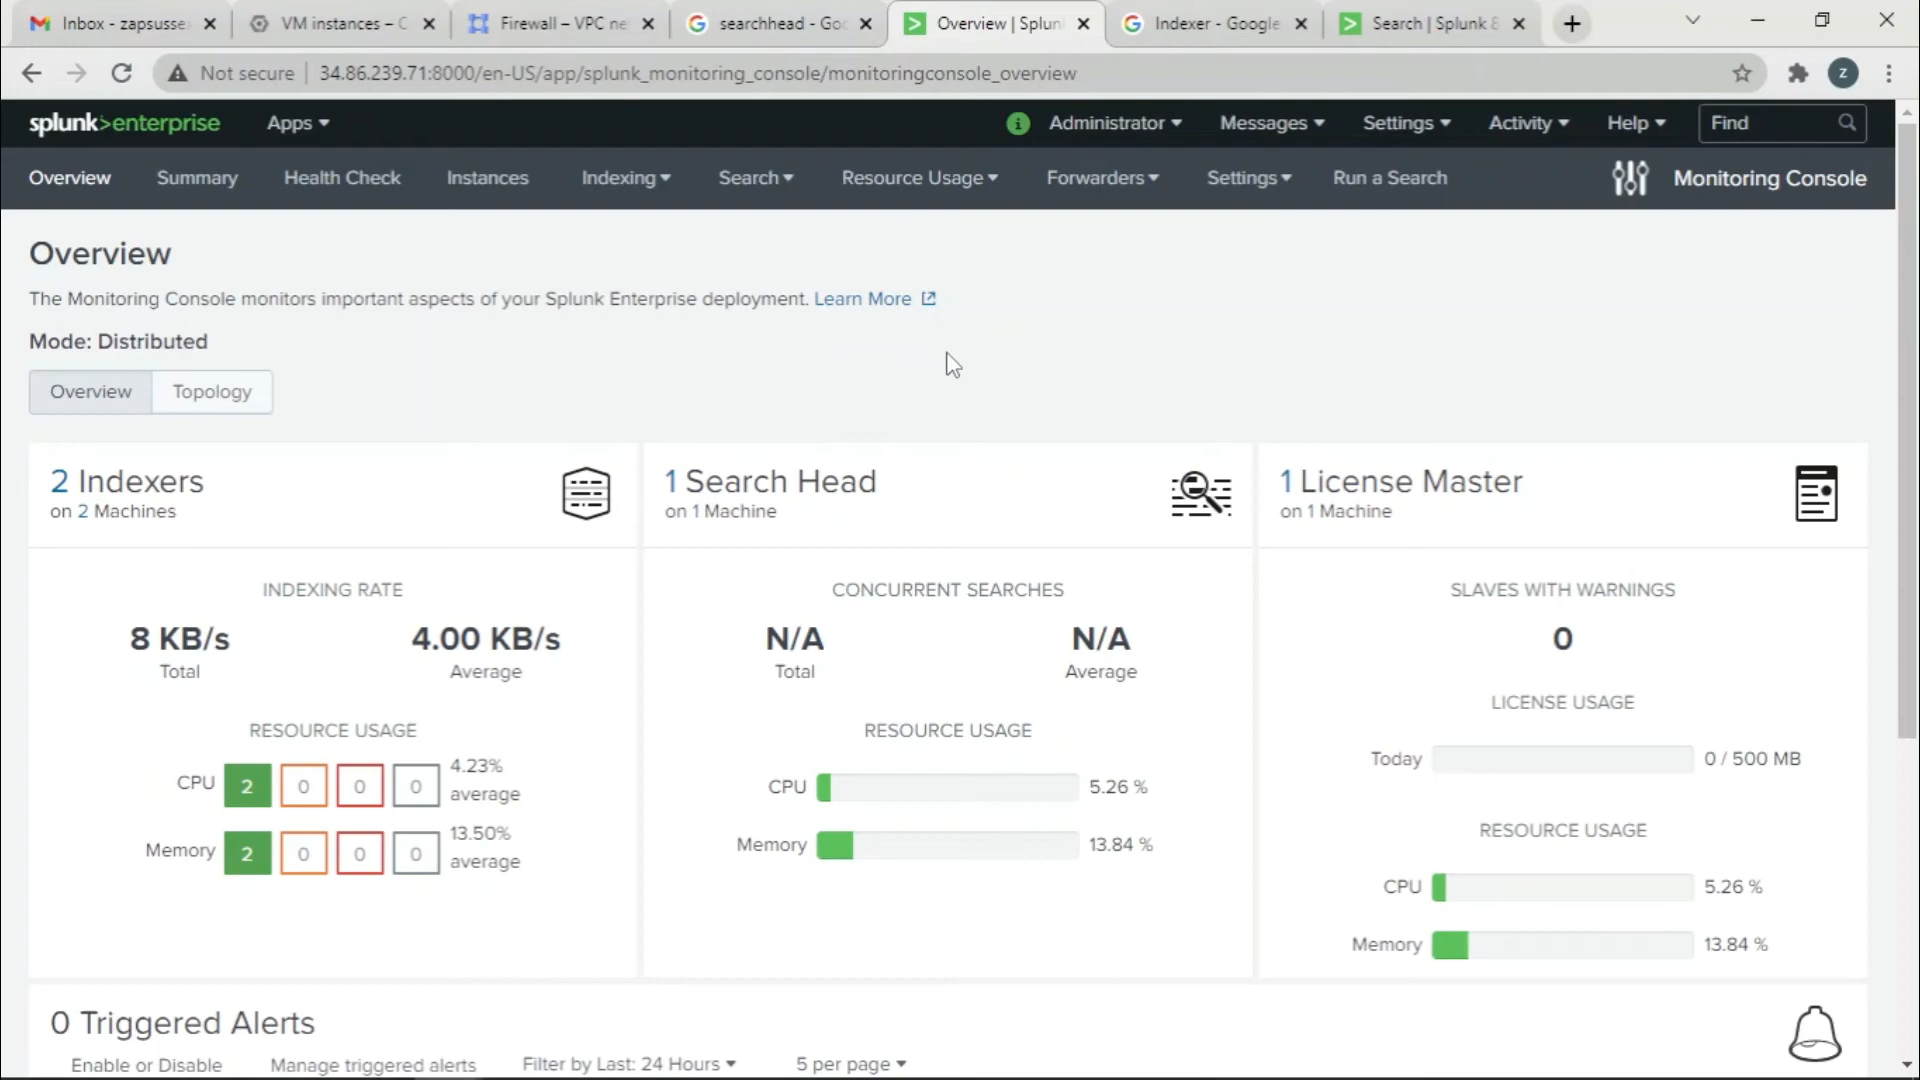 Inbox - zapsusse
VM instances – C
Firewall – VPC ne
searchhead - Goo
Overview | Splun
Indexer - Google
Search | Splunk 8
Not secure
34.86.239.71:8000/en-US/app/splunk_monitoring_console/monitoringconsole_overview
z
splunk>enterprise
Apps
i
Administrator
Messages
Settings
Activity
Help
Find
Overview
Summary
Health Check
Instances
Indexing
Search
Resource Usage
Forwarders
Settings
Run a Search
Monitoring Console
Overview
The Monitoring Console monitors important aspects of your Splunk Enterprise deployment. Learn More
Mode: Distributed
Overview
Topology
2 Indexers
on 2 Machines
INDEXING RATE
8 KB/s
4.00 KB/s
Total
Average
RESOURCE USAGE
CPU 2 0 0 0 4.23%
average
Memory 2 0 0 0 13.50%
average
1 Search Head
on 1 Machine
CONCURRENT SEARCHES
N/A
N/A
Total
Average
RESOURCE USAGE
CPU 5.26 %
Memory 13.84 %
1 License Master
on 1 Machine
SLAVES WITH WARNINGS
0
LICENSE USAGE
Today 0 / 500 MB
RESOURCE USAGE
CPU 5.26 %
Memory 13.84 %
0 Triggered Alerts
Enable or Disable
Manage triggered alerts
Filter by Last: 24 Hours
5 per page